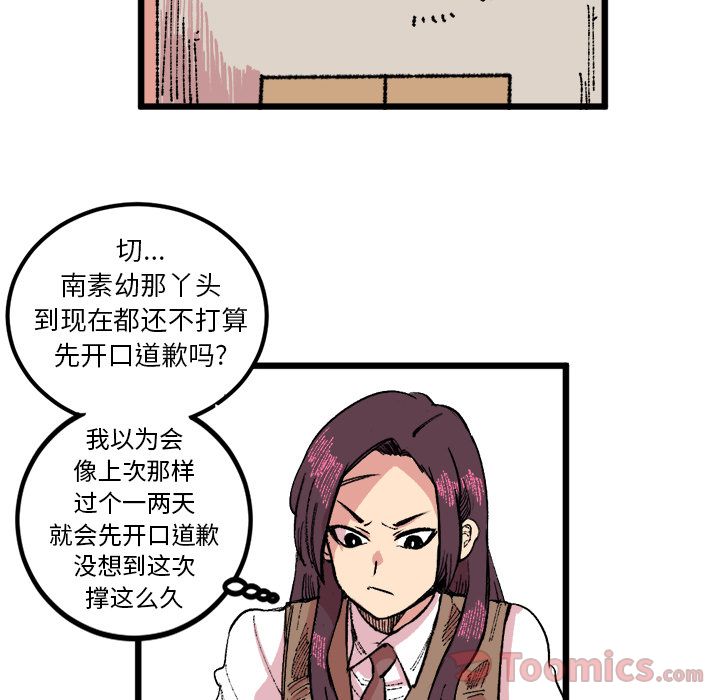 切...
南素幼那丫头
到现在都还不打算
先开口道歉吗?
我以为会
像上次那样
过个一两天
就会先开口道歉
没想到这次
撑这么久
Toomics.com